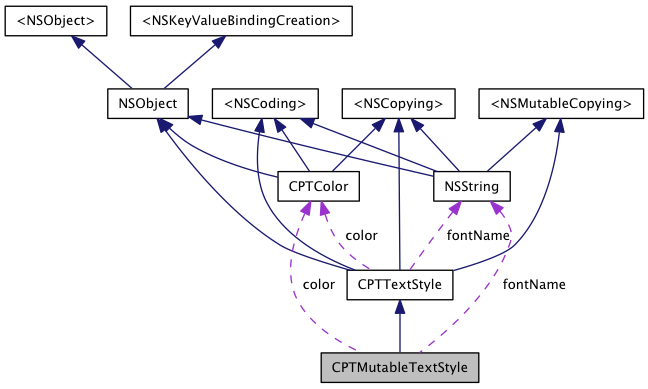 <NSObject>
<NSKeyValueBindingCreation>
NSObject
<NSCoding>
<NSCopying>
<NSMutableCopying>
CPTColor
NSString
color
fontName
CPTTextStyle
color
fontName
CPTMutableTextStyle